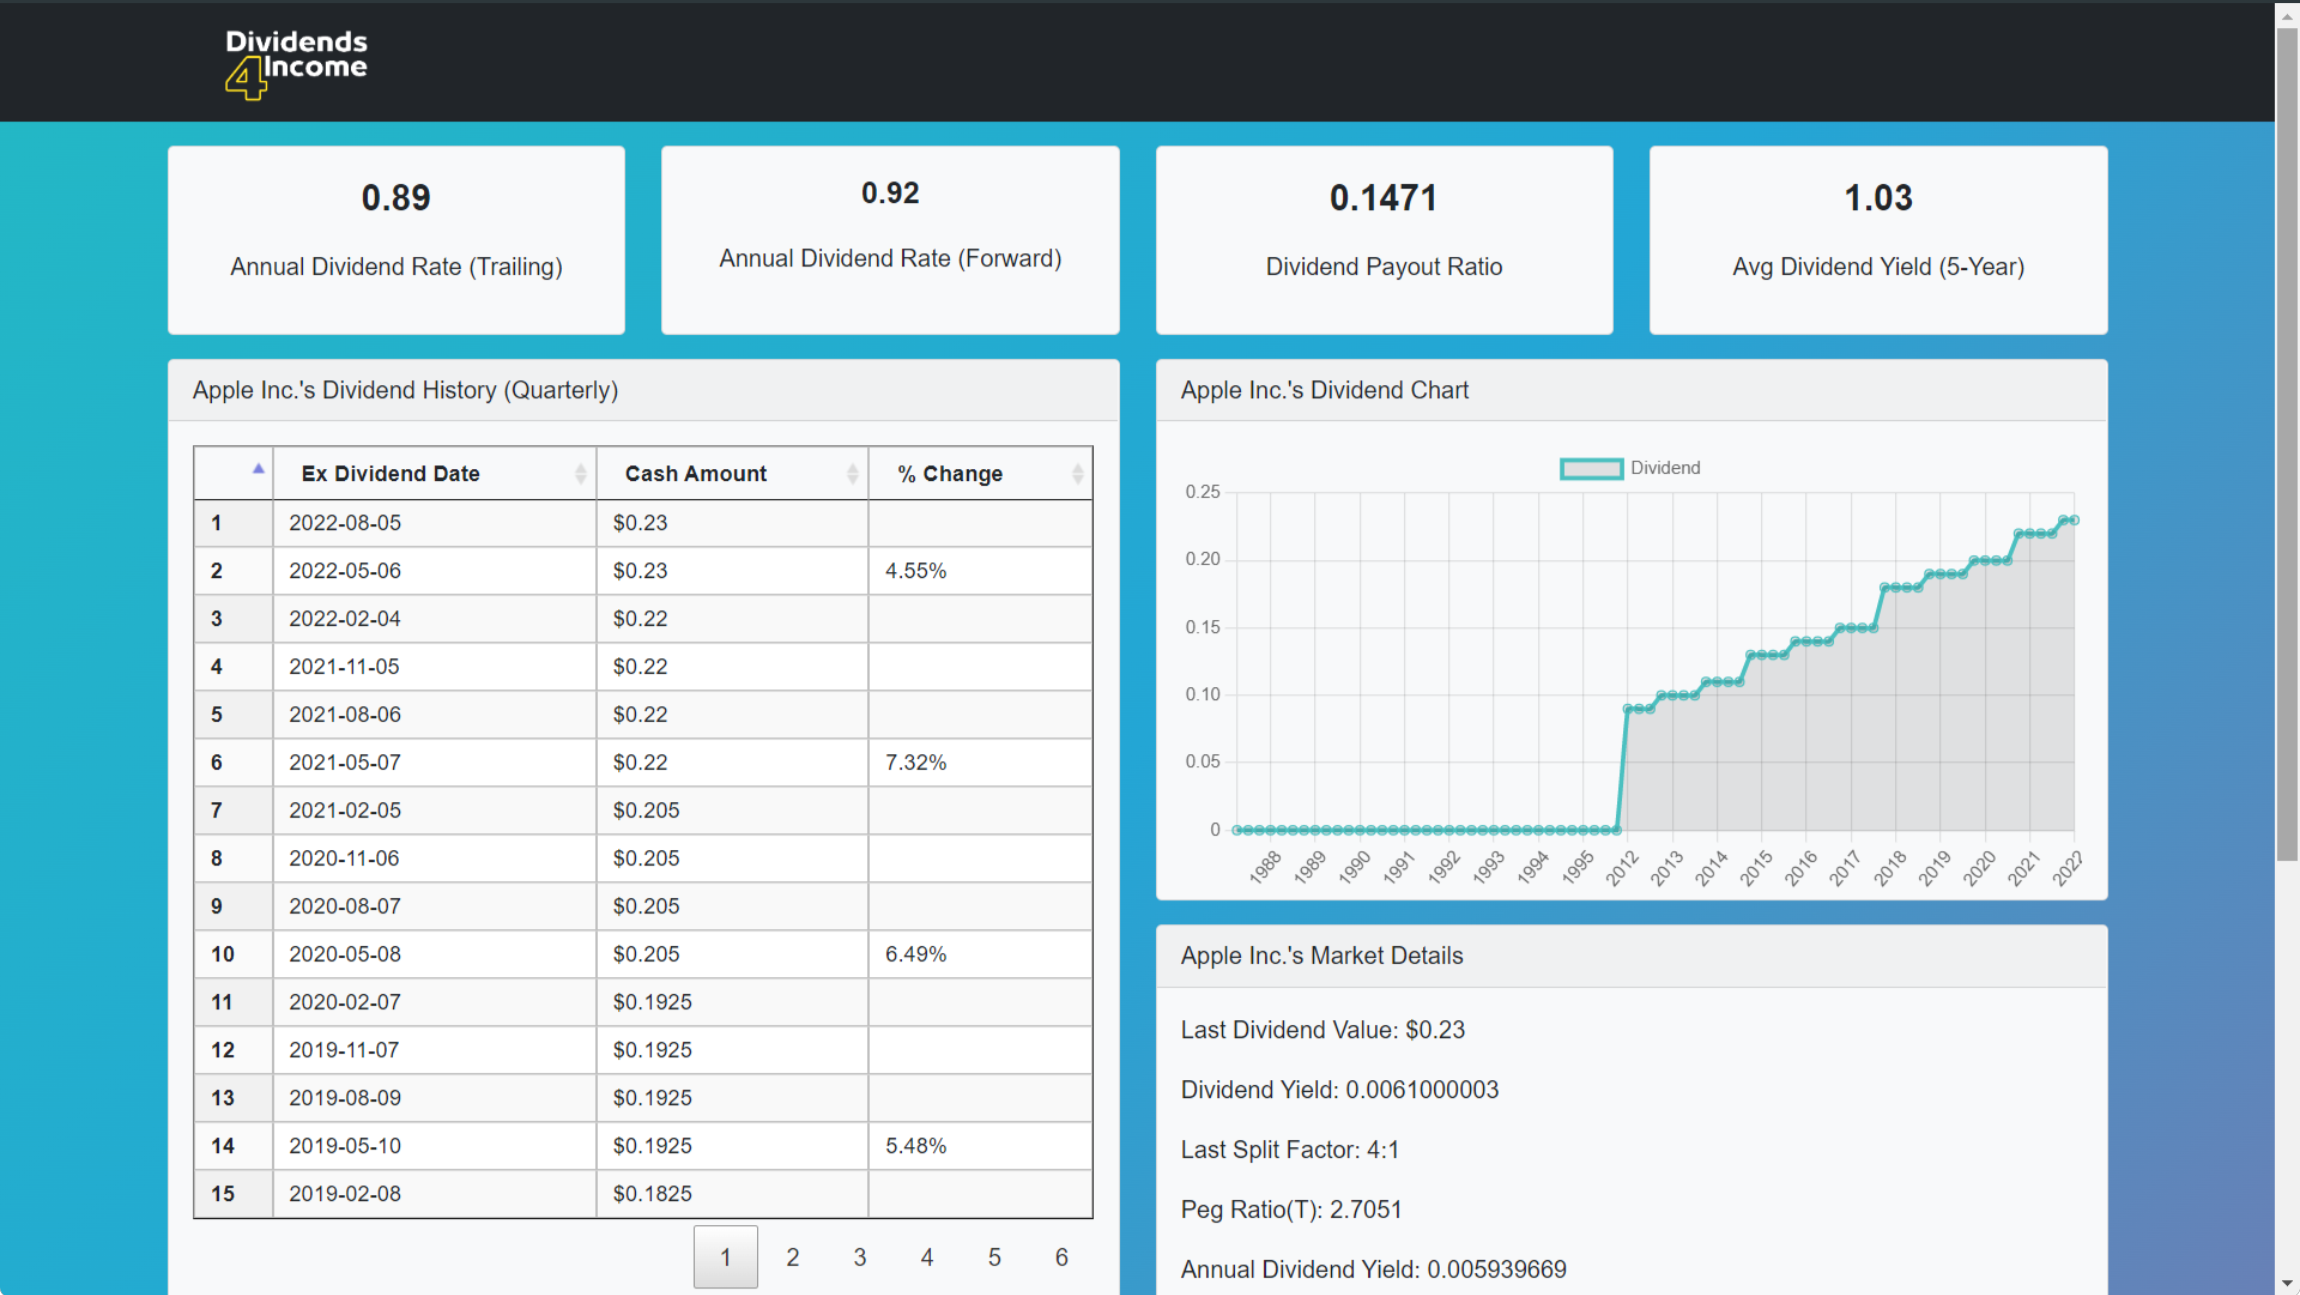 Dividends
4Income
0.89
Annual Dividend Rate (Trailing)
0.92
Annual Dividend Rate (Forward)
0.1471
Dividend Payout Ratio
1.03
Avg Dividend Yield (5-Year)
Apple Inc.'s Dividend History (Quarterly)
Ex Dividend Date Cash Amount % Change
1 2022-08-05 $0.23
2 2022-05-06 $0.23 4.55%
3 2022-02-04 $0.22
4 2021-11-05 $0.22
5 2021-08-06 $0.22
6 2021-05-07 $0.22 7.32%
7 2021-02-05 $0.205
8 2020-11-06 $0.205
9 2020-08-07 $0.205
10 2020-05-08 $0.205 6.49%
11 2020-02-07 $0.1925
12 2019-11-07 $0.1925
13 2019-08-09 $0.1925
14 2019-05-10 $0.1925 5.48%
15 2019-02-08 $0.1825
1 2 3 4 5 6
Apple Inc.'s Dividend Chart
Dividend
0.25
0.20
0.15
0.10
0.05
0
1988 1989 1990 1991 1992 1993 1994 1995 2012 2013 2014 2015 2016 2017 2018 2019 2020 2021 2022
Apple Inc.'s Market Details
Last Dividend Value: $0.23
Dividend Yield: 0.0061000003
Last Split Factor: 4:1
Peg Ratio(T): 2.7051
Annual Dividend Yield: 0.005939669